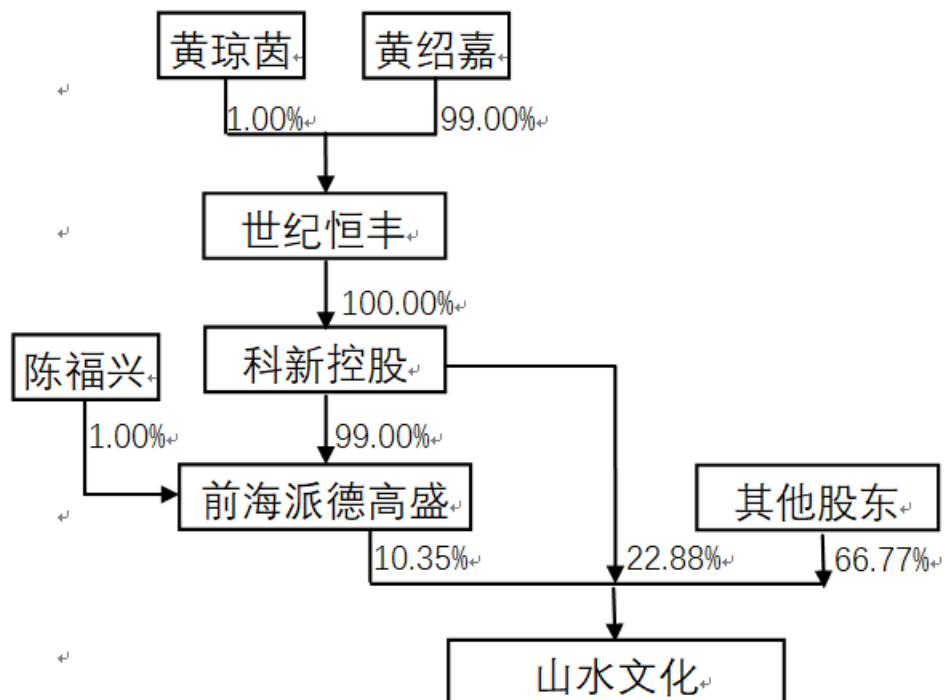 黄琼茵 黄绍嘉
1.00% 99.00%
世纪恒丰
100.00%
陈福兴 科新控股
1.00% 99.00%
前海派德高盛 其他股东
10.35% 22.88% 66.77%
山水文化